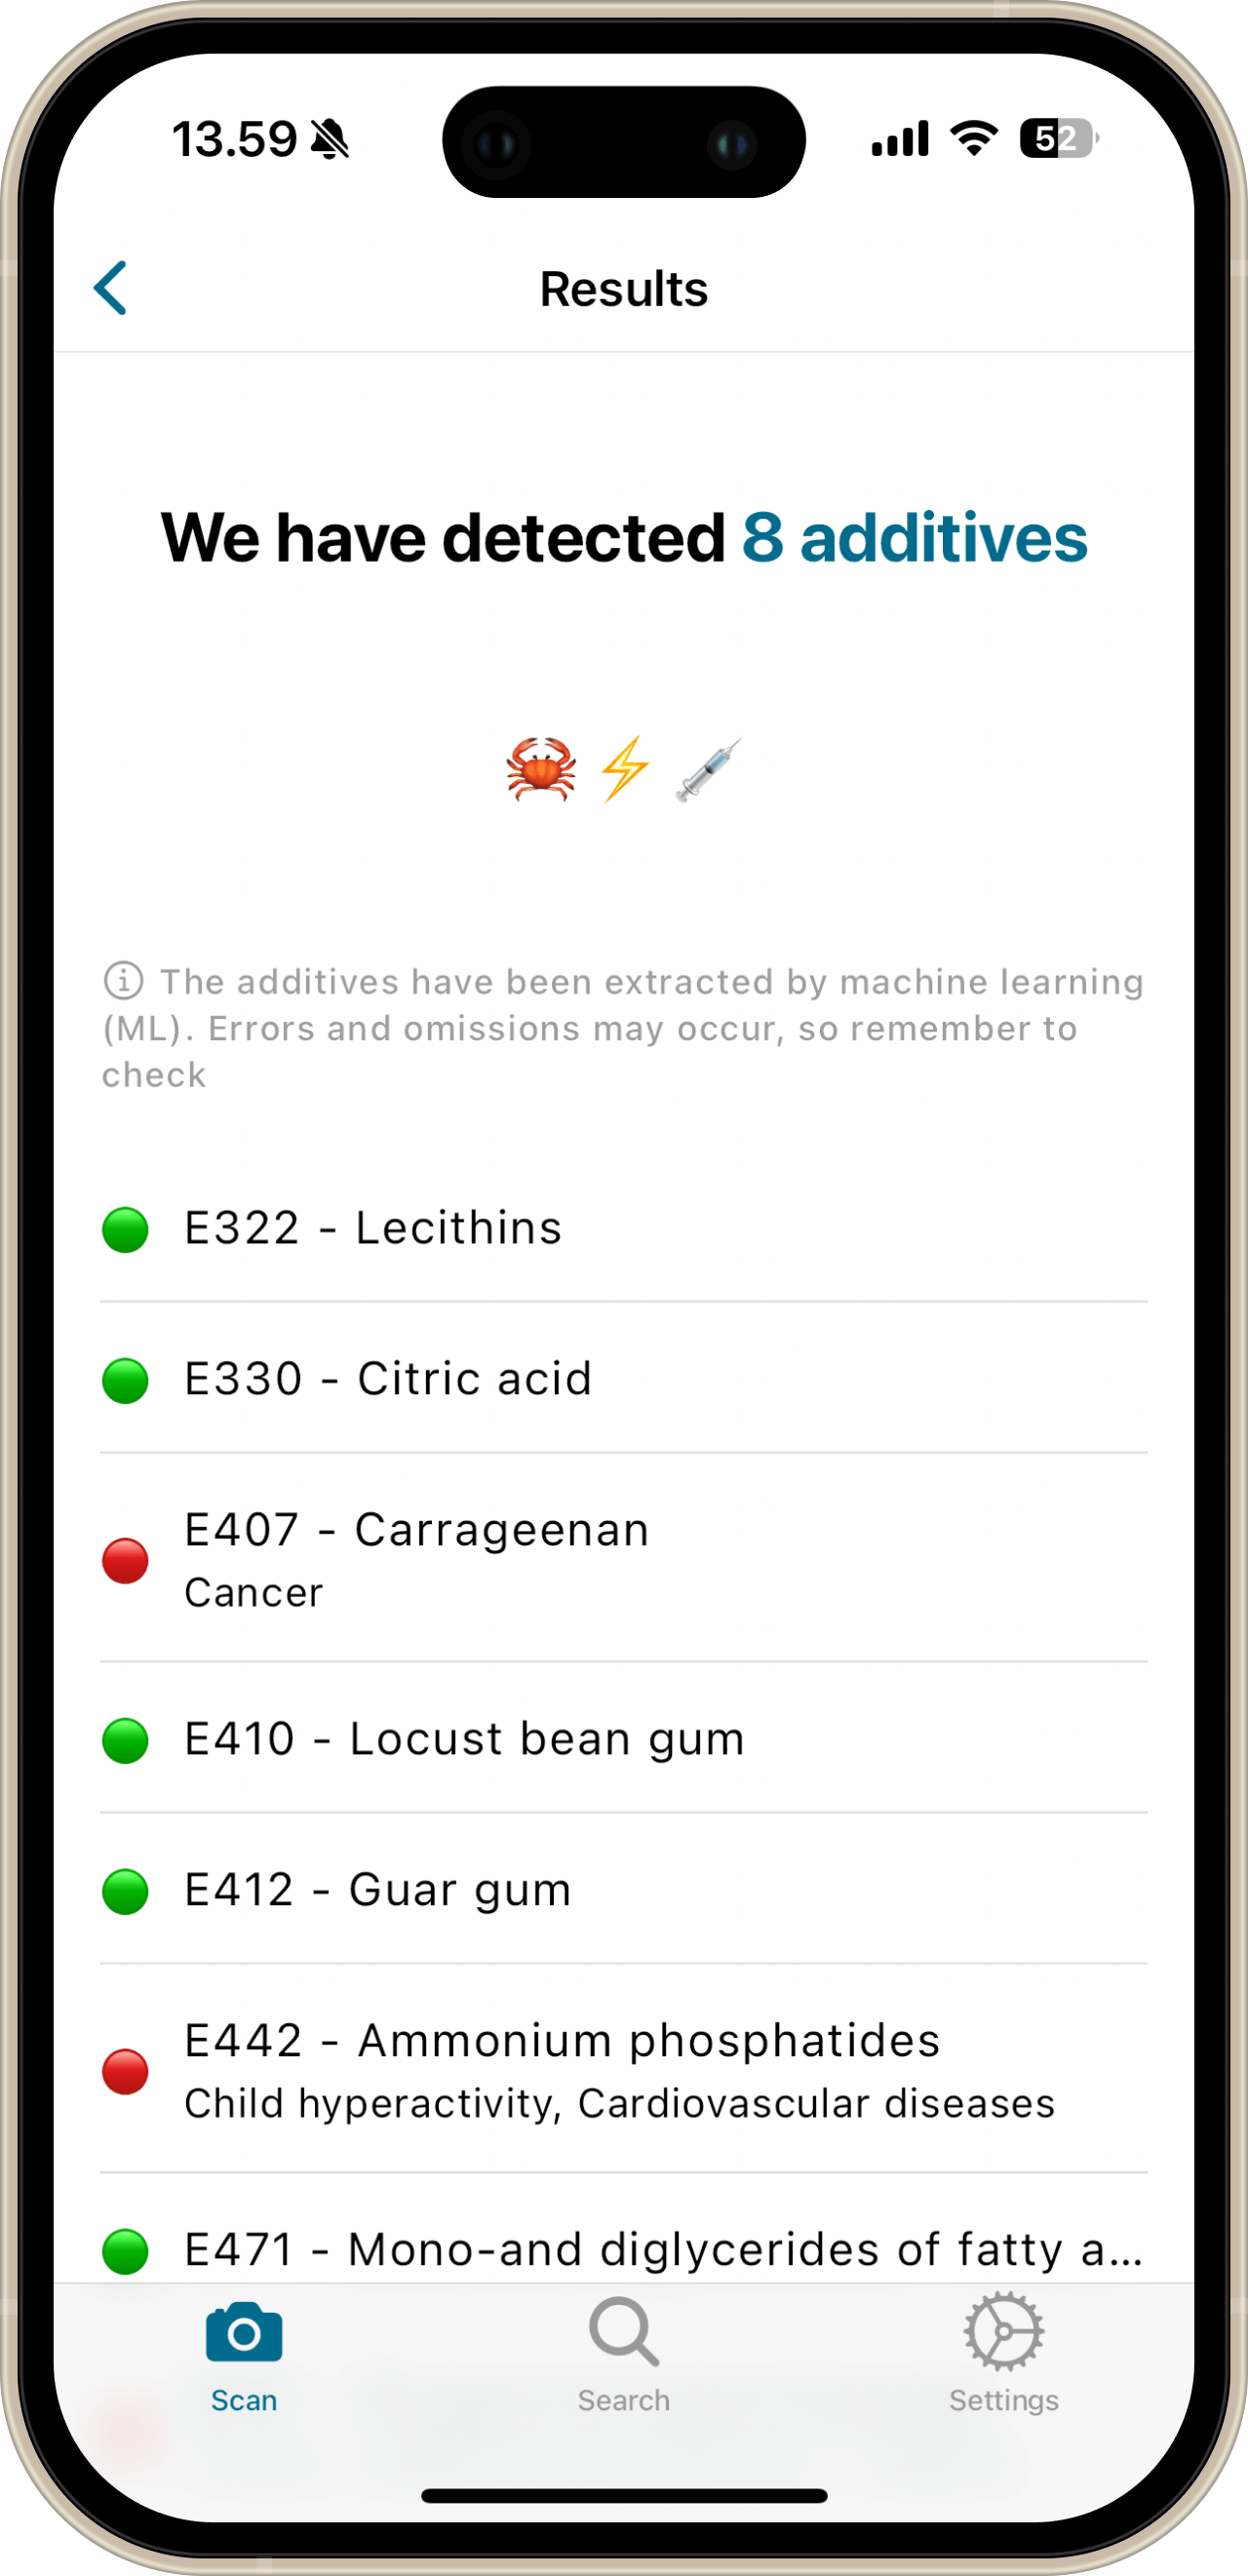 13.59
52
Results
We have detected 8 additives
The additives have been extracted by machine learning
(ML). Errors and omissions may occur, so remember to
check
E322 - Lecithins
E330 - Citric acid
E407 - Carrageenan
Cancer
E410 - Locust bean gum
E412 - Guar gum
E442 - Ammonium phosphatides
Child hyperactivity, Cardiovascular diseases
E471 - Mono-and diglycerides of fatty a...
Scan
Search
Settings